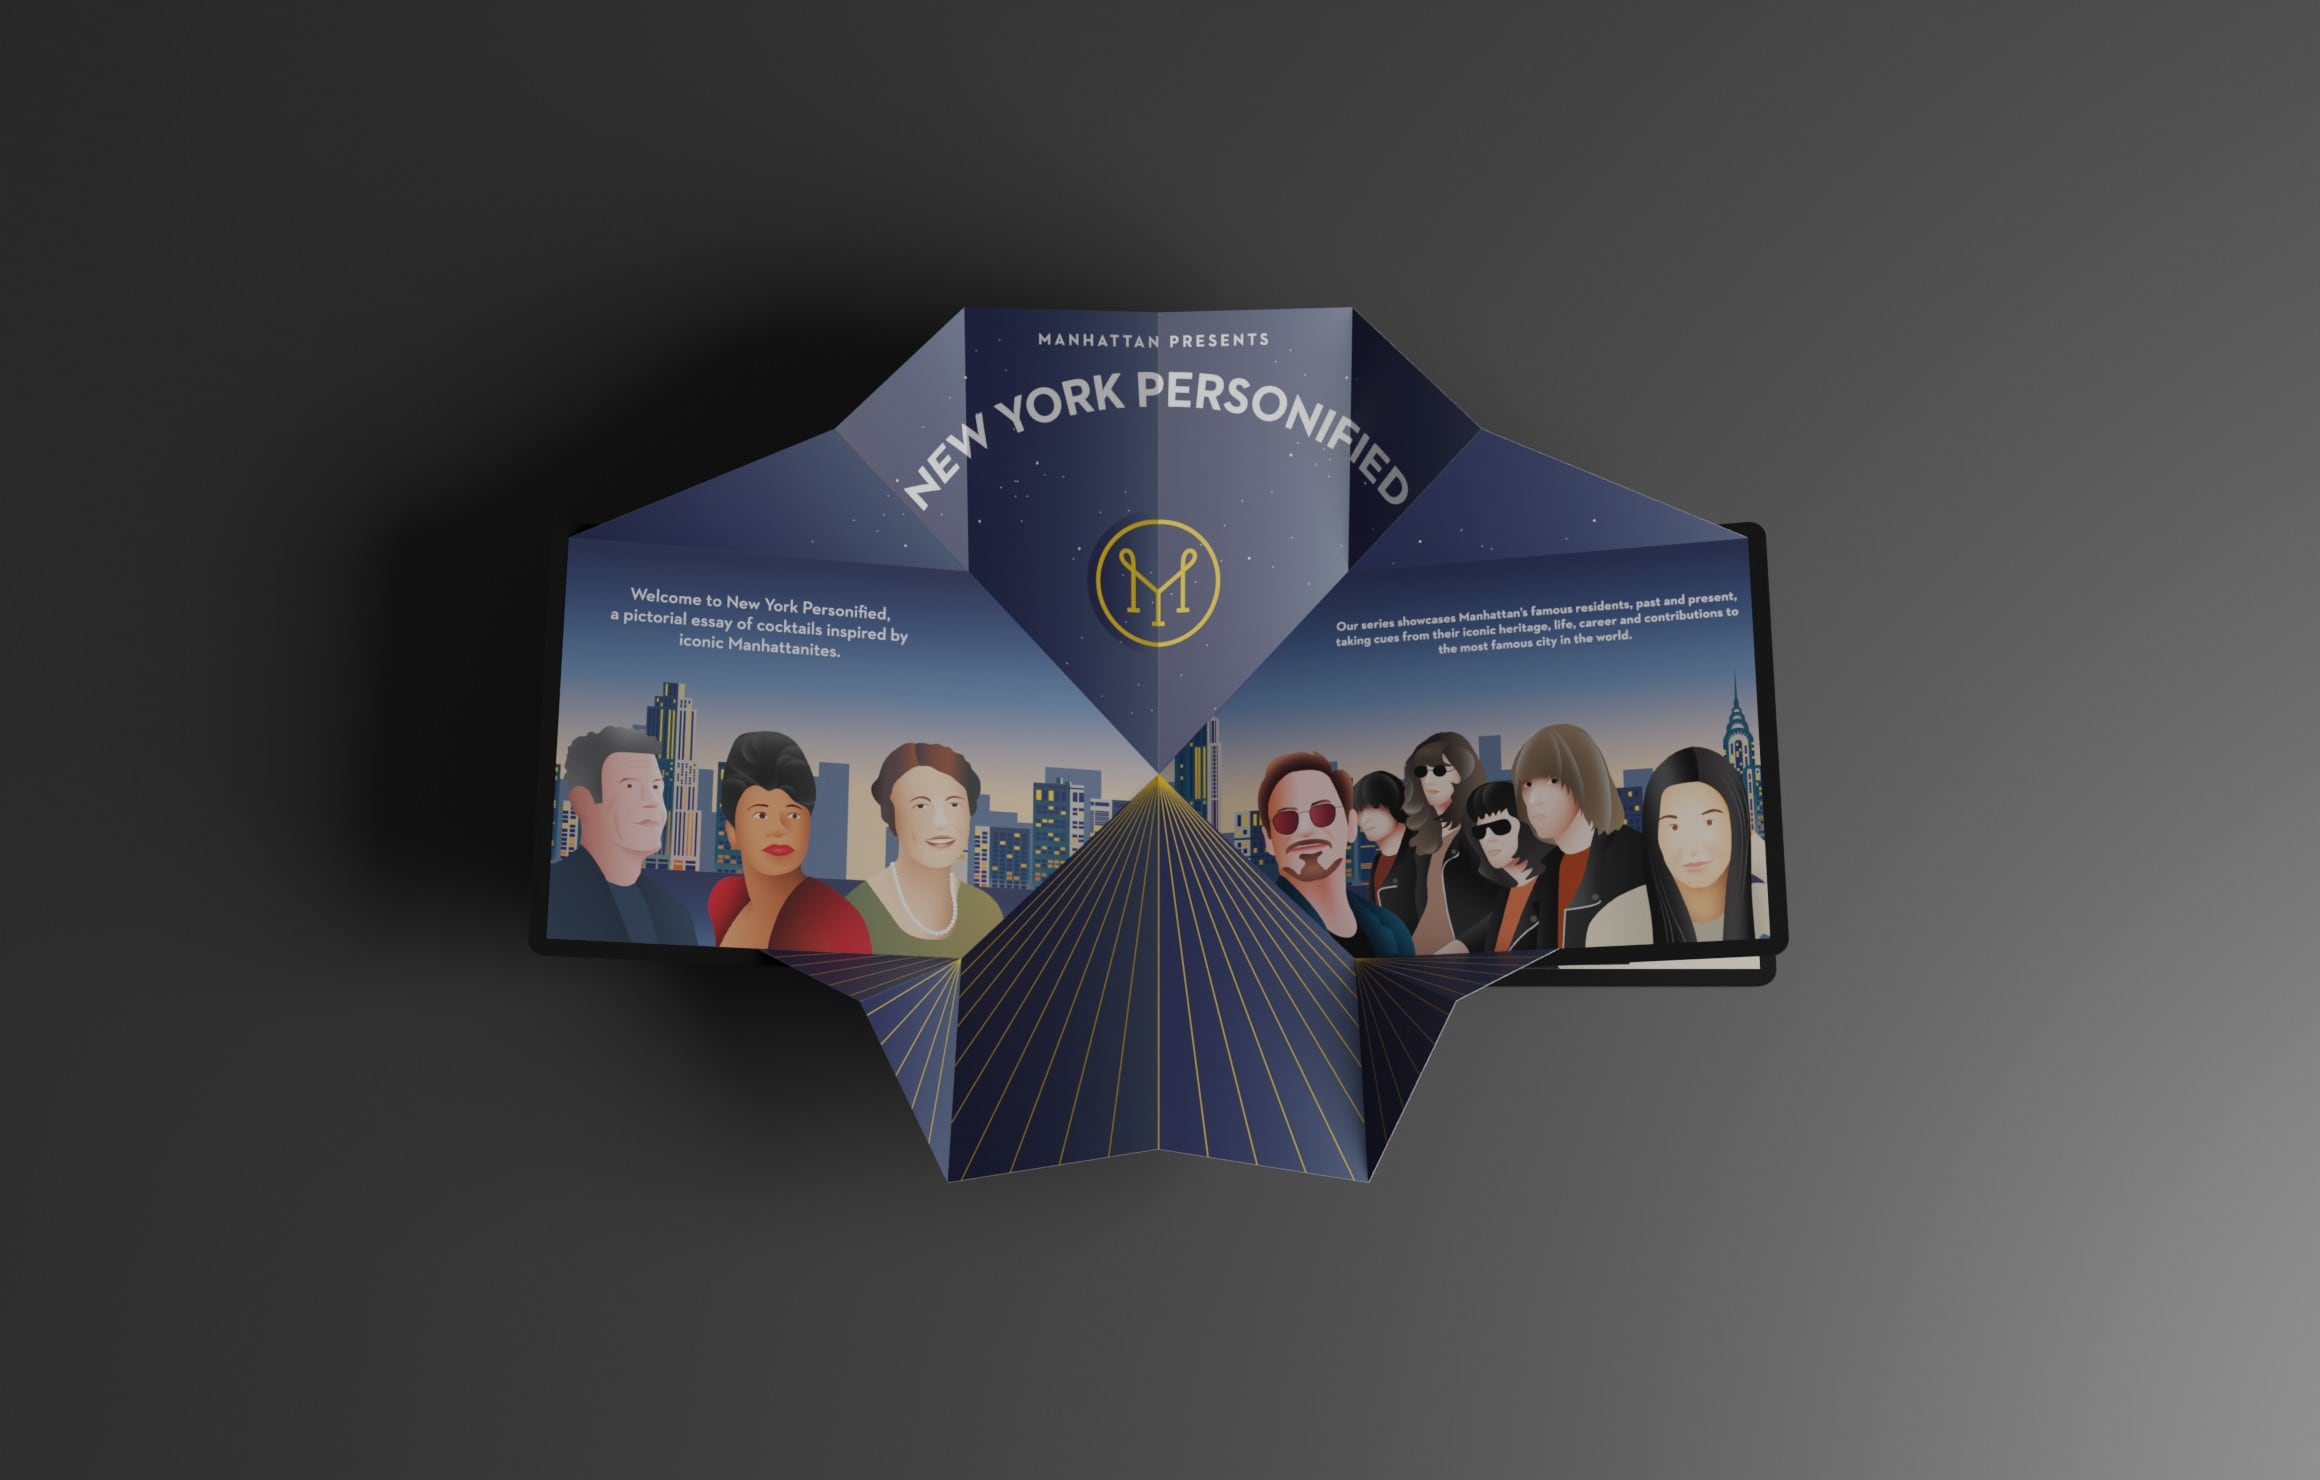 MANHATTAN PRESENTS
NEW YORK PERSONIFIED
M
Welcome to New York Personified,
a pictorial essay of cocktails inspired by
iconic Manhattanites.
Our series showcases Manhattan's famous residents, past and present,
taking cues from their iconic heritage, life, career and contributions to
the most famous city in the world.